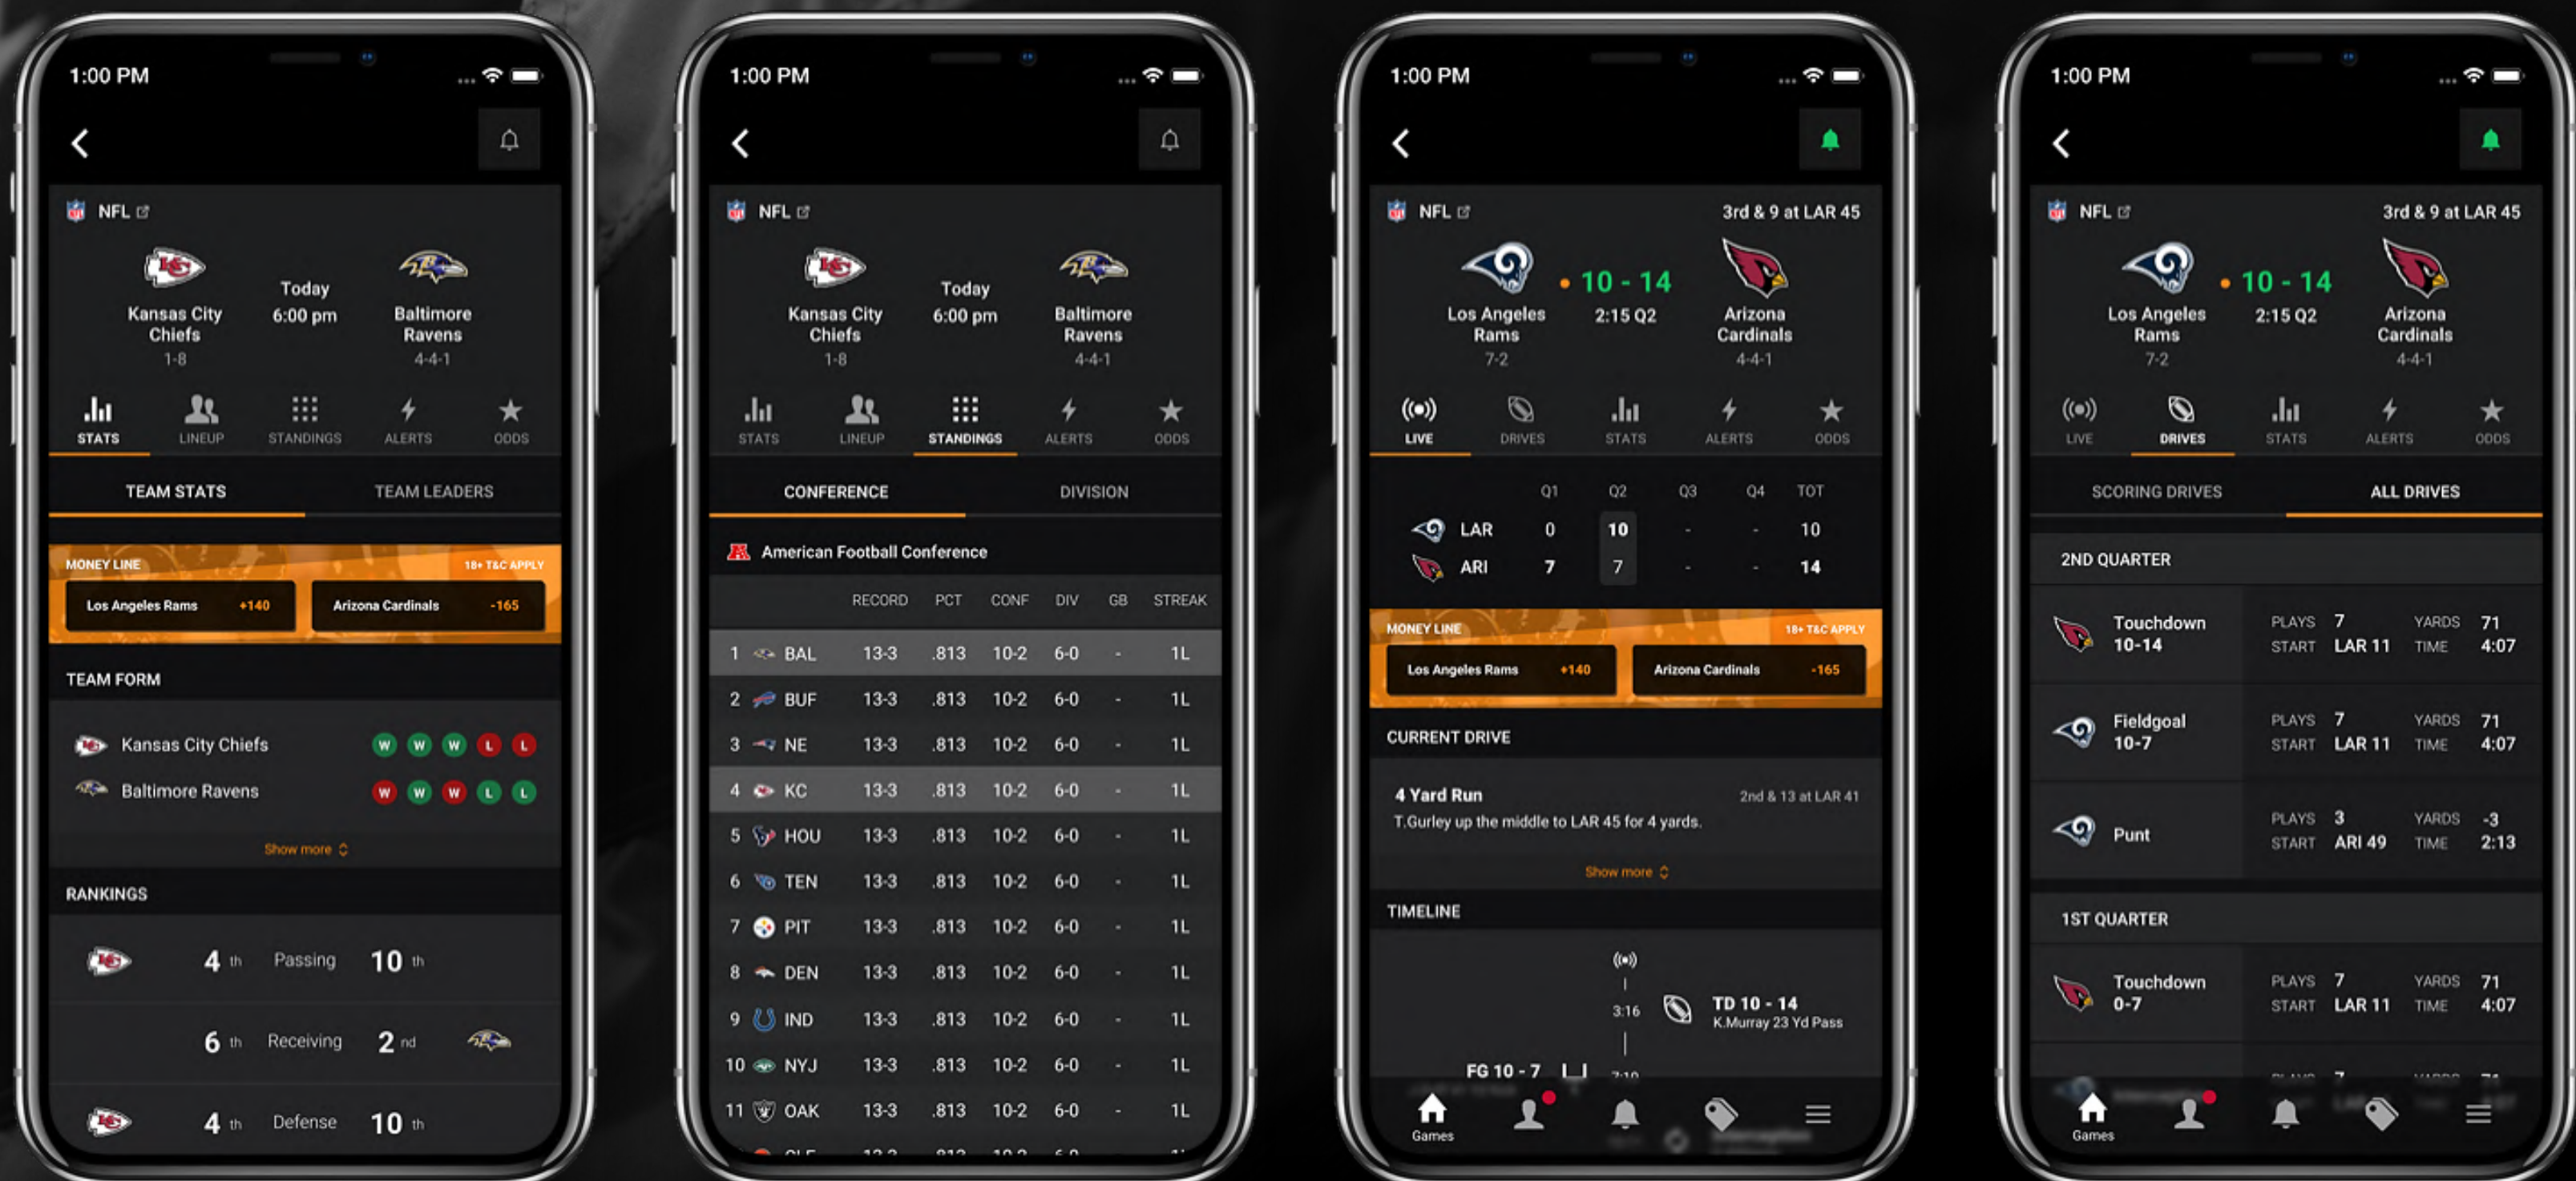 1:00 PM
NFL
Today
6:00 pm
Kansas City
Chiefs
1-8
Baltimore
Ravens
4-4-1
STATS LINEUP STANDINGS ALERTS ODDS
TEAM STATS TEAM LEADERS
MONEY LINE 18+ T&C APPLY
Los Angeles Rams +140 Arizona Cardinals -165
TEAM FORM
Kansas City Chiefs W W W L L
Baltimore Ravens W W W L L
Show more
RANKINGS
4 th Passing 10 th
6 th Receiving 2 nd
4 th Defense 10 th
1:00 PM
NFL
Today
6:00 pm
Kansas City
Chiefs
1-8
Baltimore
Ravens
4-4-1
STATS LINEUP STANDINGS ALERTS ODDS
CONFERENCE DIVISION
American Football Conference
RECORD PCT CONF DIV GB STREAK
1 BAL 13-3 .813 10-2 6-0 - 1L
2 BUF 13-3 .813 10-2 6-0 - 1L
3 NE 13-3 .813 10-2 6-0 - 1L
4 KC 13-3 .813 10-2 6-0 - 1L
5 HOU 13-3 .813 10-2 6-0 - 1L
6 TEN 13-3 .813 10-2 6-0 - 1L
7 PIT 13-3 .813 10-2 6-0 - 1L
8 DEN 13-3 .813 10-2 6-0 - 1L
9 IND 13-3 .813 10-2 6-0 - 1L
10 NYJ 13-3 .813 10-2 6-0 - 1L
11 OAK 13-3 .813 10-2 6-0 - 1L
1:00 PM
NFL 3rd & 9 at LAR 45
10 - 14
2:15 Q2
Los Angeles
Rams
7-2
Arizona
Cardinals
4-4-1
LIVE DRIVES STATS ALERTS ODDS
Q1 Q2 Q3 Q4 TOT
LAR 0 10 - - 10
ARI 7 7 - - 14
MONEY LINE 18+ T&C APPLY
Los Angeles Rams +140 Arizona Cardinals -165
CURRENT DRIVE
4 Yard Run 2nd & 13 at LAR 41
T.Gurley up the middle to LAR 45 for 4 yards.
Show more
TIMELINE
3:16 TD 10 - 14
K.Murray 23 Yd Pass
FG 10 - 7
Games
1:00 PM
NFL 3rd & 9 at LAR 45
10 - 14
2:15 Q2
Los Angeles
Rams
7-2
Arizona
Cardinals
4-4-1
LIVE DRIVES STATS ALERTS ODDS
SCORING DRIVES ALL DRIVES
2ND QUARTER
Touchdown PLAYS 7 YARDS 71
10-14 START LAR 11 TIME 4:07
Fieldgoal PLAYS 7 YARDS 71
10-7 START LAR 11 TIME 4:07
Punt PLAYS 3 YARDS -3
START ARI 49 TIME 2:13
1ST QUARTER
Touchdown PLAYS 7 YARDS 71
0-7 START LAR 11 TIME 4:07
Games